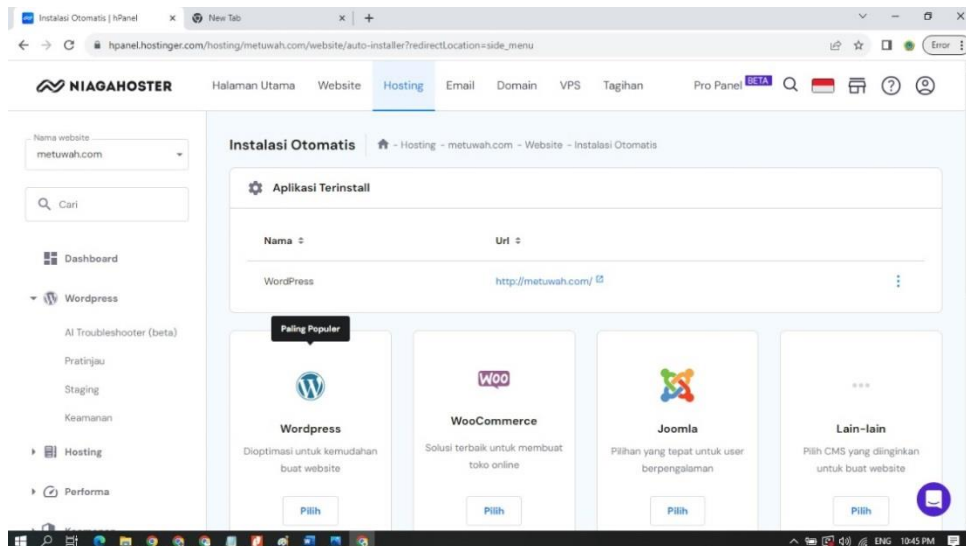 Instalasi Otomatis | hPanel
New Tab
hpanel.hostinger.com/hosting/metuwah.com/website/auto-installer?redirectLocation=side_menu
Error
NIAGAHOSTER
Halaman Utama Website Hosting Email Domain VPS Tagihan Pro Panel BETA
Nama website
metuwah.com
Cari
Dashboard
Wordpress
AI Troubleshooter (beta)
Pratinjau
Staging
Keamanan
Hosting
Performa
Instalasi Otomatis - Hosting - metuwah.com - Website - Instalasi Otomatis
Aplikasi Terinstall
Nama Url
WordPress http://metuwah.com/
Paling Populer
Wordpress
Dioptimasi untuk kemudahan
buat website
Pilih
Woo
WooCommerce
Solusi terbaik untuk membuat
toko online
Pilih
Joomla
Pilihan yang tepat untuk user
berpengalaman
Pilih
Lain-lain
Pilih CMS yang diinginkan
untuk buat website
Pilih
ENG 10:45 PM